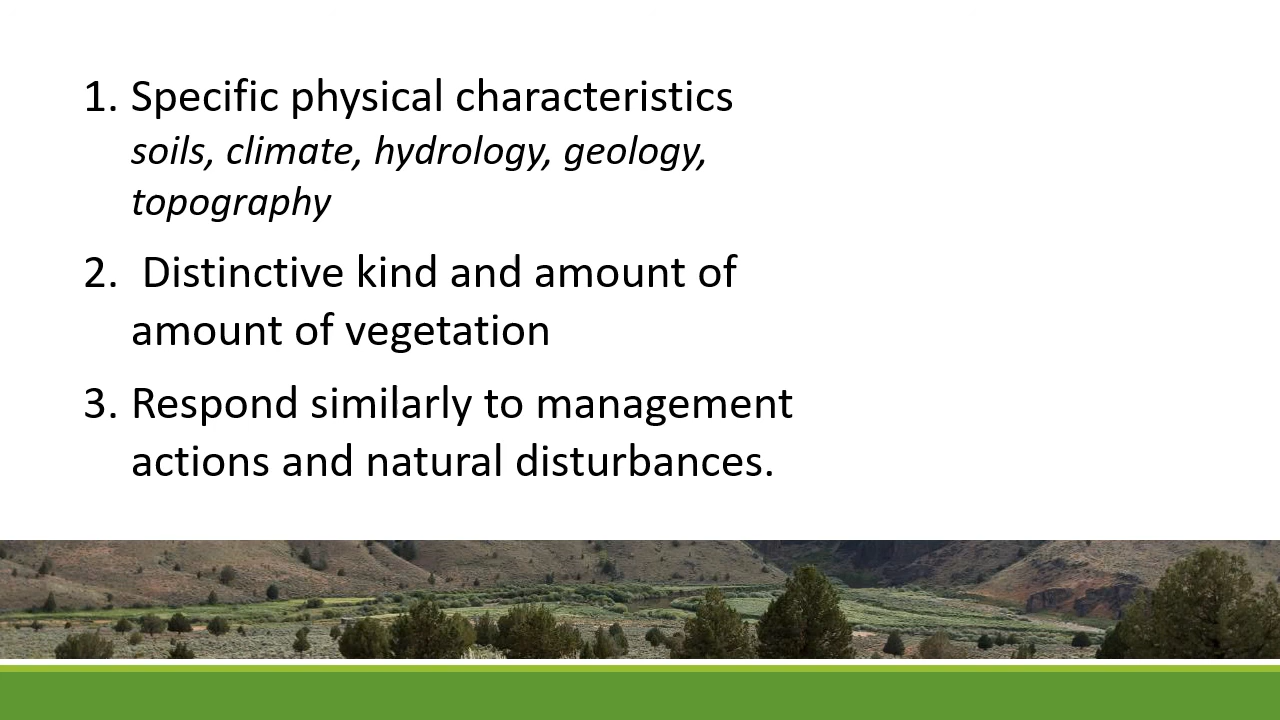 1. Specific physical characteristics
soils, climate, hydrology, geology,
topography
2. Distinctive kind and amount of
amount of vegetation
3. Respond similarly to management
actions and natural disturbances.